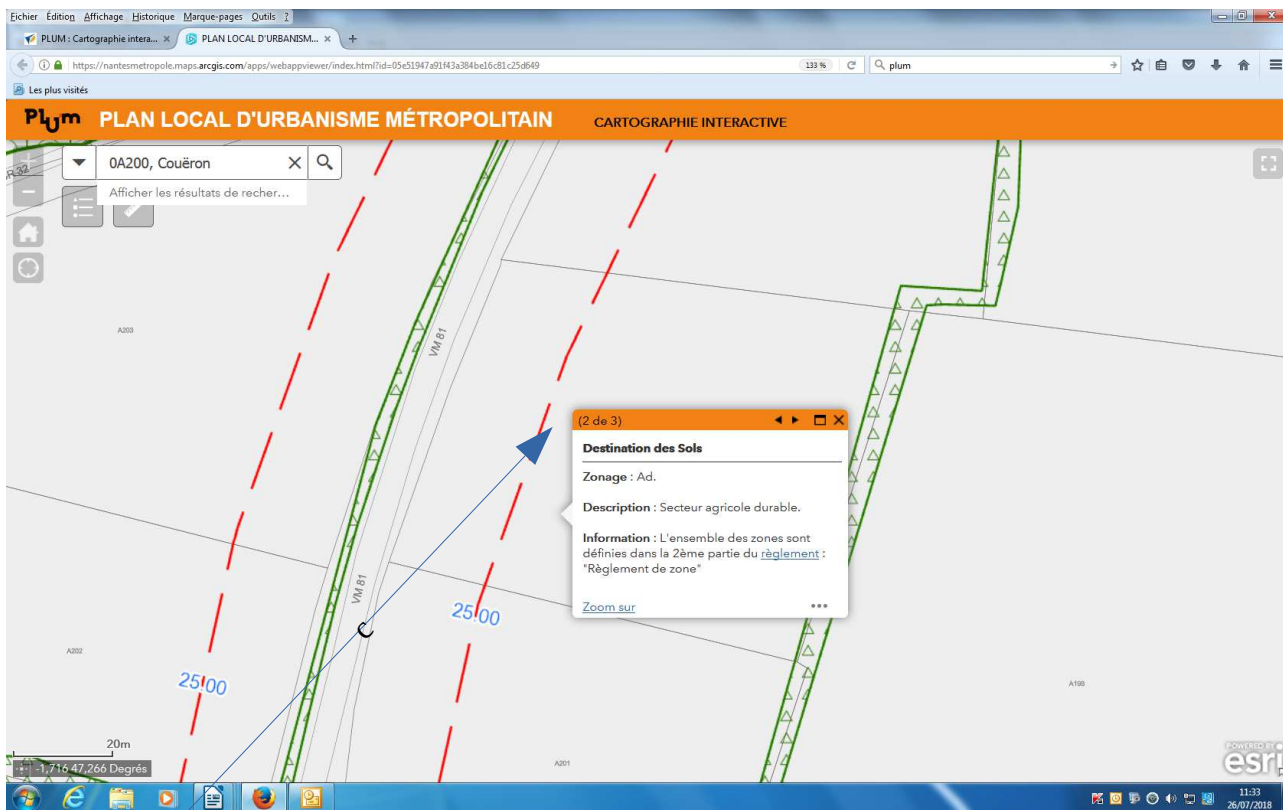 Fichier Édition Affichage Historique Marque-pages Outils ?
PLUM : Cartographie intera... × PLAN LOCAL D'URBANISM... × +
https://nantesmetropole.maps.arcgis.com/apps/webappviewer/index.html?id=05e51947a91f43a384be16c81c25d649 133 % plum
Les plus visités
PLUM PLAN LOCAL D'URBANISME MÉTROPOLITAIN CARTOGRAPHIE INTERACTIVE
0A200, Couëron
Afficher les résultats de recher...
A203
VM 81
(2 de 3)
Destination des Sols
Zonage : Ad.
Description : Secteur agricole durable.
Information : L'ensemble des zones sont
définies dans la 2ème partie du règlement :
"Règlement de zone"
Zoom sur
VM 81
25.00
A202
25.00
A198
20m
-1,716 47,266 Degrés
A201
POWERED BY
esri
11:33
26/07/2018